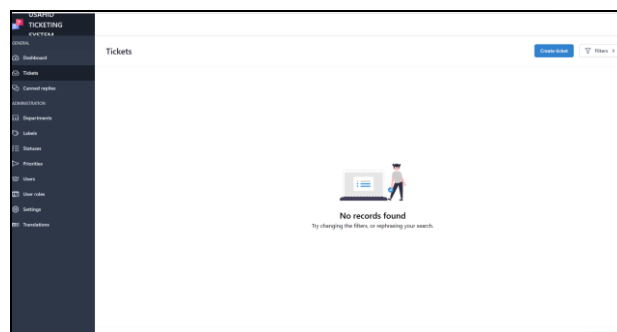 USAHID
TICKETING
SYSTEM
GENERAL
Dashboard
Tickets
Canned replies
ADMINISTRATION
Departments
Labels
Statuses
Priorities
Users
User roles
Settings
Translations
Tickets
Create ticket
Filters
No records found
Try changing the filters, or rephrasing your search.